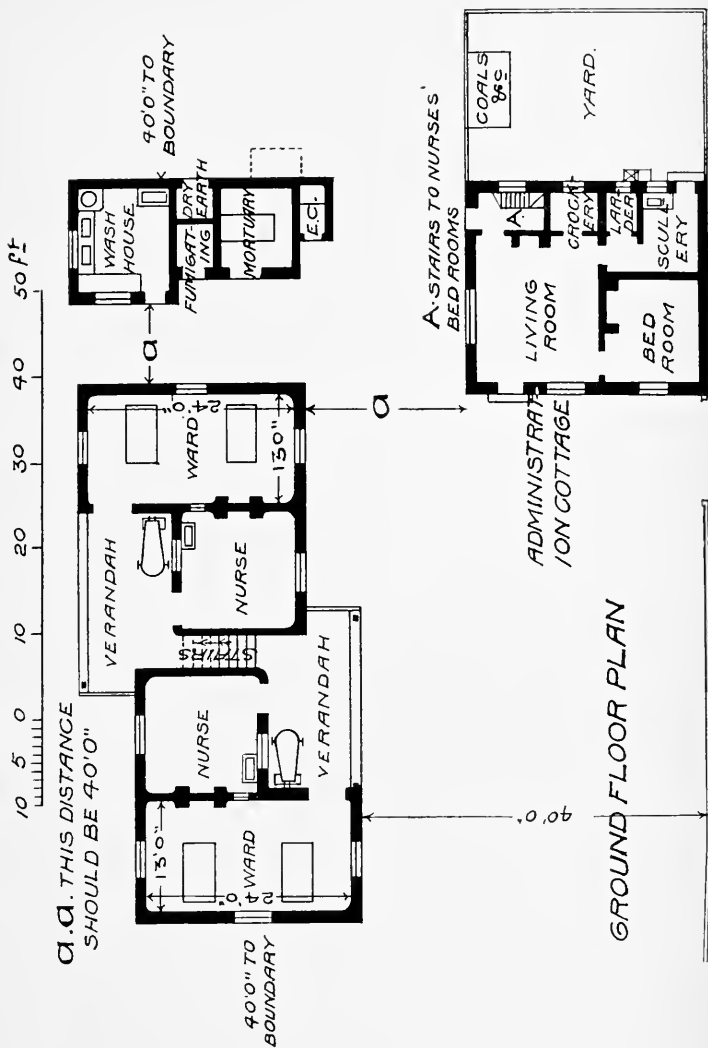 10 5 0 10 20 30 40 50 ft
a.a. THIS DISTANCE
SHOULD BE 40'0"
40'0" TO
BOUNDARY
WARD
24'0"
13'0"
NURSE
VERANDAH
STAIRS
VERANDAH
NURSE
WARD
24'0"
13'0"
a
a
WASH
HOUSE
FUMIGAT-
ING
DRY
EARTH
MORTUARY
E.C.
40'0" TO
BOUNDARY
A. STAIRS TO NURSES'
BED ROOMS
ADMINISTRAT-
ION COTTAGE
LIVING
ROOM
BED
ROOM
A.
CROCK-
ERY
LAR-
DER
SCULL-
ERY
COALS
&c
YARD.
40'0"
GROUND FLOOR PLAN